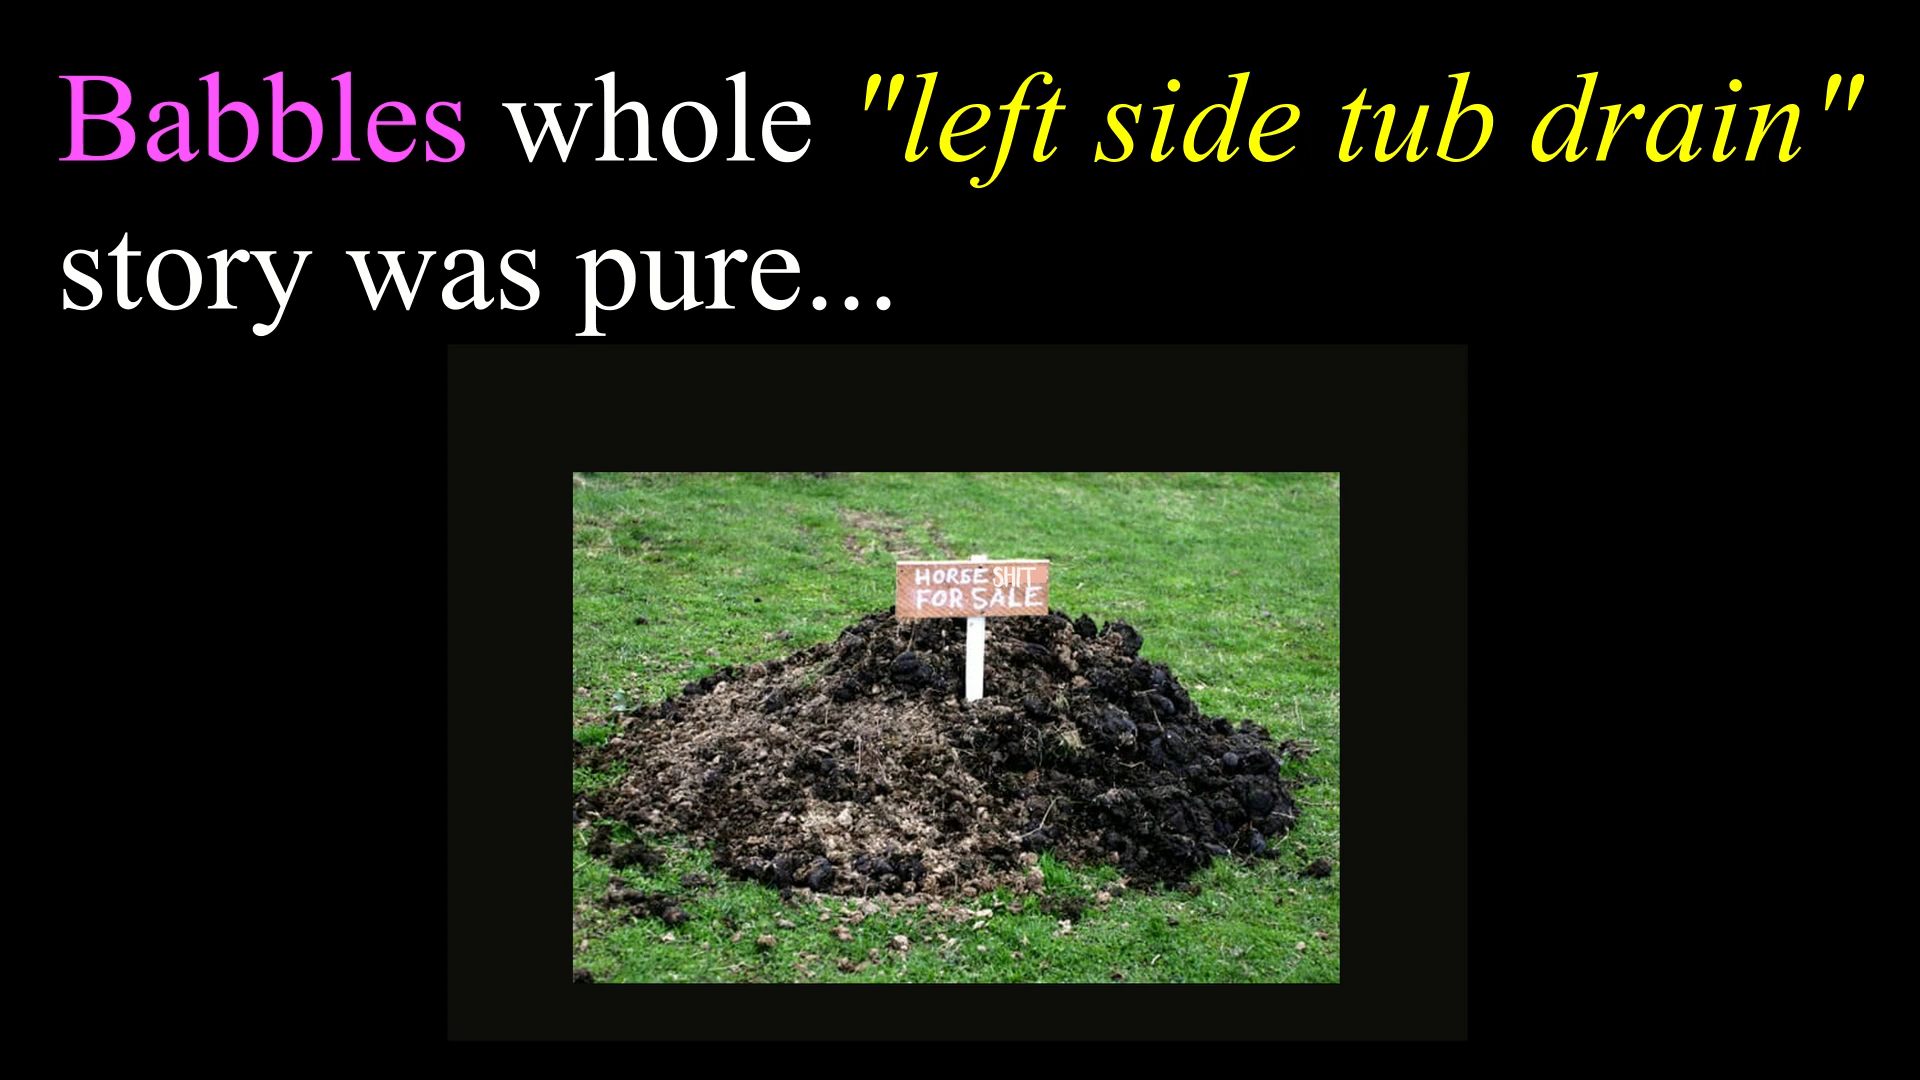 Babbles whole "left side tub drain"
story was pure...
HORSE SHIT
FOR SALE